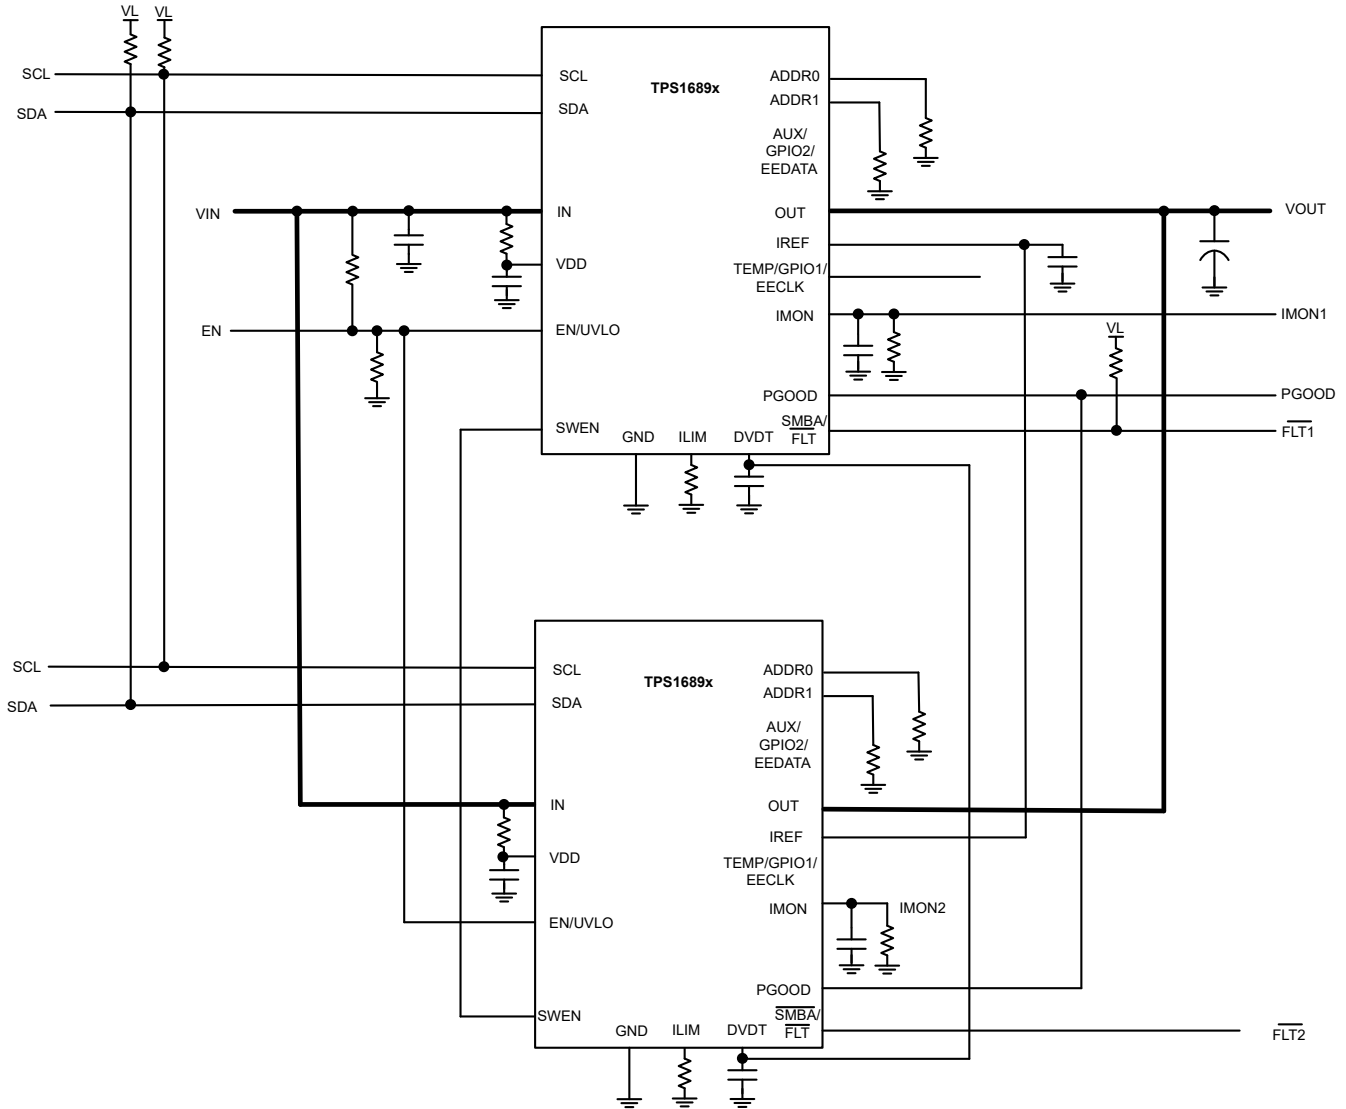 VL
VL
SCL
SDA
VIN
EN
SCL
SDA
IN
VDD
EN/UVLO
SWEN
TPS1689x
GND
ILIM
DVDT
ADDR0
ADDR1
AUX/
GPIO2/
EEDATA
OUT
IREF
TEMP/GPIO1/
EECLK
IMON
PGOOD
SMBA/
FLT
VOUT
IMON1
VL
PGOOD
FLT1
SCL
SDA
SCL
SDA
IN
VDD
EN/UVLO
SWEN
TPS1689x
GND
ILIM
DVDT
ADDR0
ADDR1
AUX/
GPIO2/
EEDATA
OUT
IREF
TEMP/GPIO1/
EECLK
IMON
PGOOD
SMBA/
FLT
IMON2
FLT2